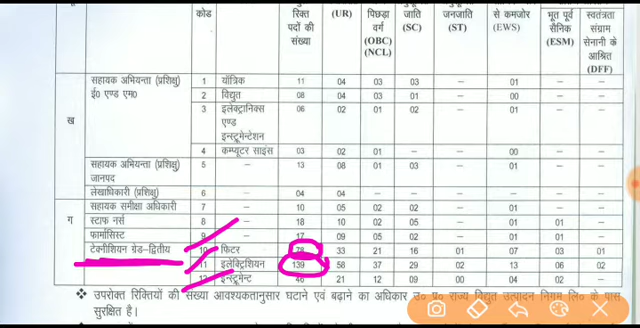 कोड रिक्त पदों की संख्या (UR) पिछड़ा वर्ग (OBC) (NCL) जाति (SC) जनजाति (ST) से कमजोर (EWS) भूत पूर्व सैनिक (ESM) स्वतंत्रता संग्राम सेनानी के आश्रित (DFF)
ख सहायक अभियन्ता (प्रशिक्षु) ई0 एण्ड एम0 1 यॉत्रिक 11 04 03 03 – 01 – –
2 विद्युत 08 04 03 01 – 00 – –
3 इलेक्ट्रानिक्स एण्ड इन्स्ट्रूमेन्टेशन 06 02 01 02 – 01 – –
4 कम्प्यूटर साइंस 03 02 01 – – 00 – –
सहायक अभियन्ता (प्रशिक्षु) जानपद 5 – 13 08 01 03 – 01 – –
लेखाधिकारी (प्रशिक्षु) 6 – 04 04 – – – – – –
ग सहायक समीक्षा अधिकारी 7 – 10 05 02 02 – 01 – –
स्टाफ नर्स 8 – 18 10 02 05 – 01 01 –
फार्मासिस्ट 9 – 17 09 05 02 – 01 01 –
टेक्नीशियन ग्रेड–द्वितीय 10 फिटर 78 33 21 16 01 07 03 01
11 इलेक्ट्रिशियन 139 58 37 29 02 13 06 02
12 इन्स्ट्रूमेन्ट 46 21 12 09 00 04 02 –
❖ उपरोक्त रिक्तियों की संख्या आवश्यकतानुसार घटाने एवं बढ़ाने का अधिकार उ० प्र० राज्य विद्युत उत्पादन निगम लि० के पास
सुरक्षित है।